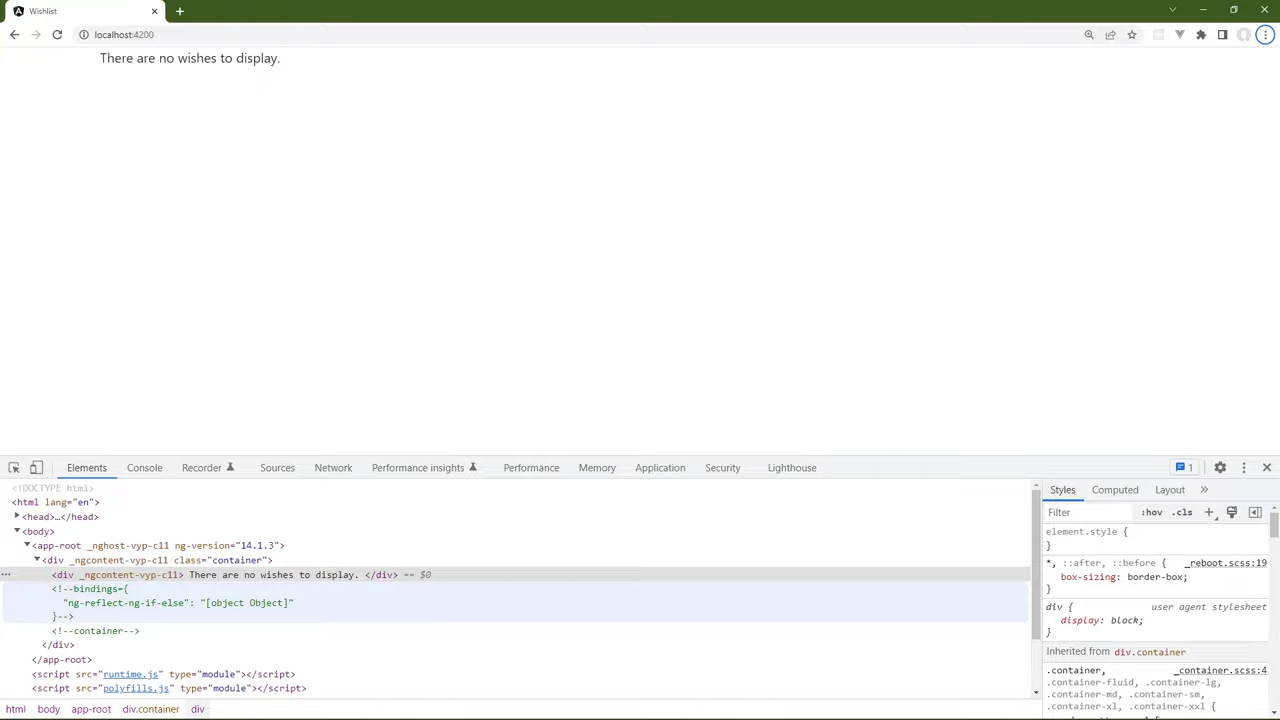 Wishlist
localhost:4200
There are no wishes to display.
Elements Console Recorder Sources Network Performance insights Performance Memory Application Security Lighthouse 1
<!DOCTYPE html>
<html lang="en">
<head>…</head>
<body>
<app-root _nghost-vyp-c11 ng-version="14.1.3">
<div _ngcontent-vyp-c11 class="container">
<div _ngcontent-vyp-c11> There are no wishes to display. </div> == $0
<!--bindings={
"ng-reflect-ng-if-else": "[object Object]"
}-->
<!--container-->
</div>
</app-root>
<script src="runtime.js" type="module"></script>
<script src="polyfills.js" type="module"></script>
html body app-root div.container div
Styles Computed Layout
Filter :hov .cls
element.style {
}
*, ::after, ::before { _reboot.scss:19
box-sizing: border-box;
}
div { user agent stylesheet
display: block;
}
Inherited from div.container
.container, _container.scss:4
.container-fluid, .container-lg,
.container-md, .container-sm,
.container-xl, .container-xxl {